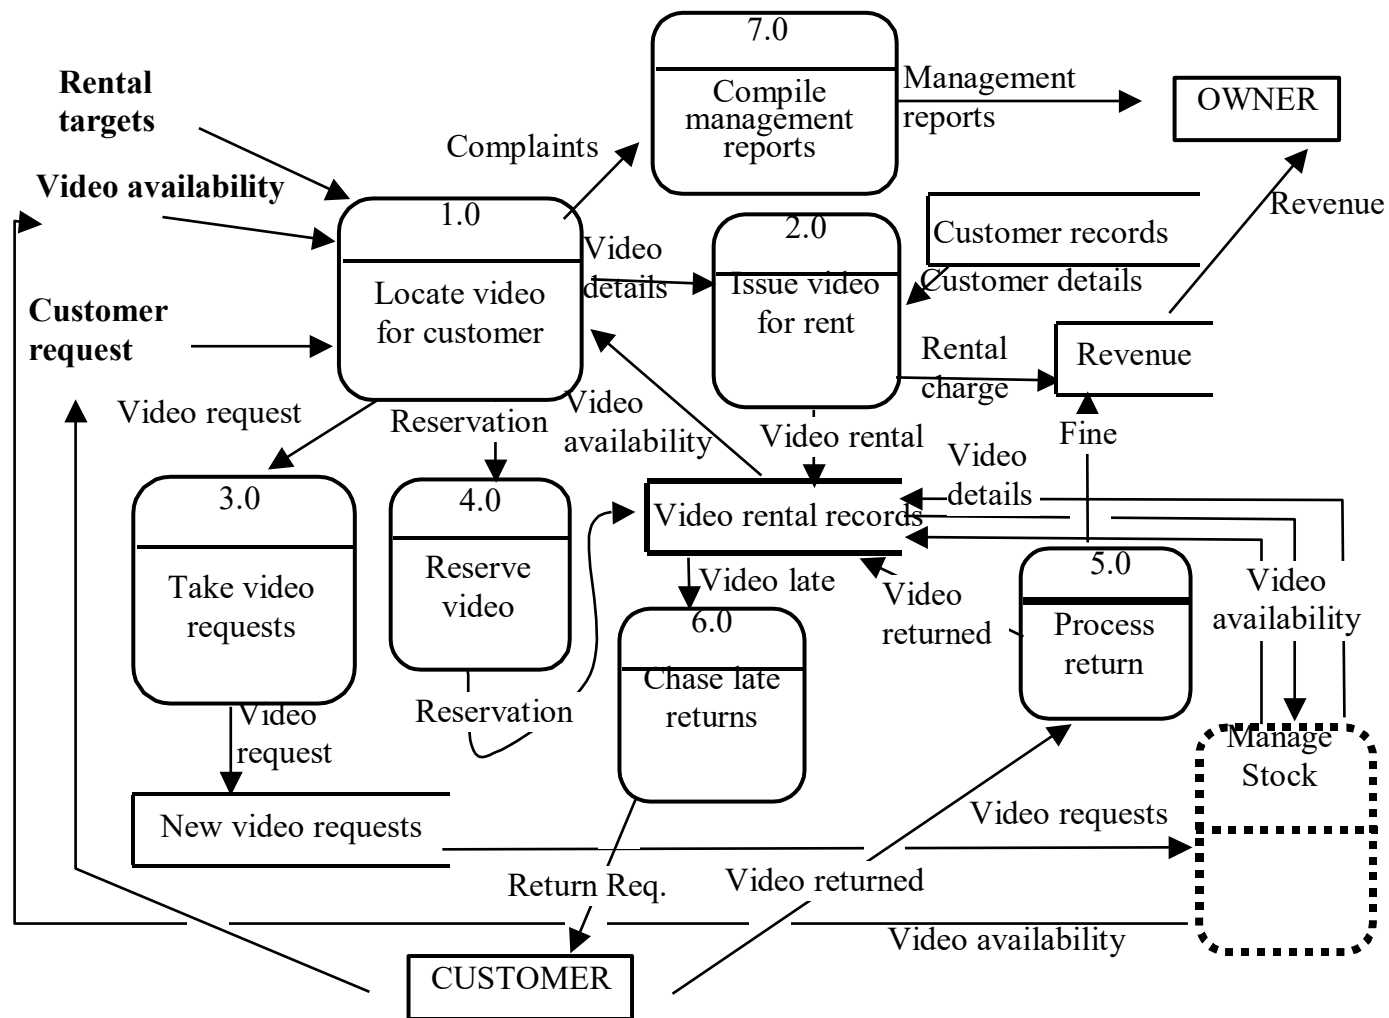 7.0
Compile
management
reports
Management
reports
OWNER
Rental
targets
Complaints
Video availability
1.0
Locate video
for customer
Video
details
2.0
Issue video
for rent
Customer records
Customer details
Revenue
Customer
request
Rental
charge
Revenue
Video request
Reservation
Video
availability
Video rental
Fine
Video
details
3.0
Take video
requests
4.0
Reserve
video
Video rental records
Video late
Video
returned
5.0
Process
return
Video
availability
6.0
Chase late
returns
Reservation
Video
request
Manage
Stock
New video requests
Video requests
Return Req.
Video returned
Video availability
CUSTOMER